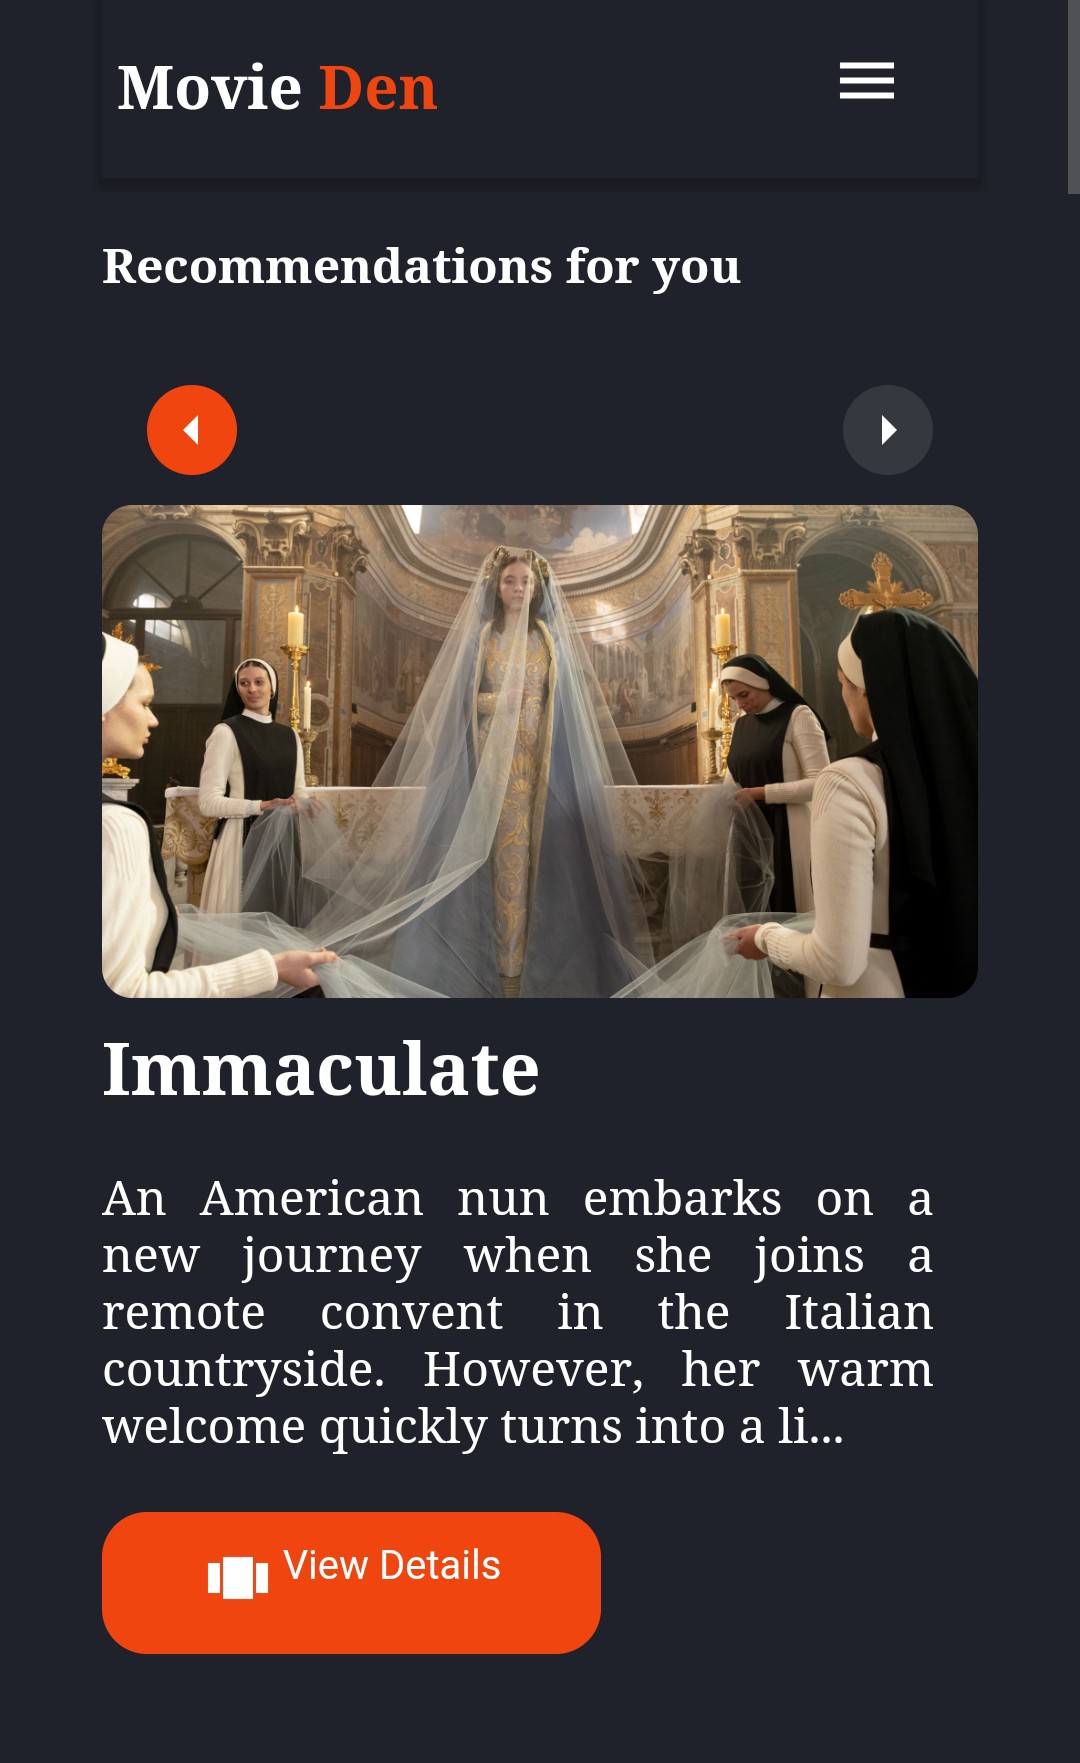 Movie Den
Recommendations for you
Immaculate
An American nun embarks on a
new journey when she joins a
remote convent in the Italian
countryside. However, her warm
welcome quickly turns into a li...
View Details